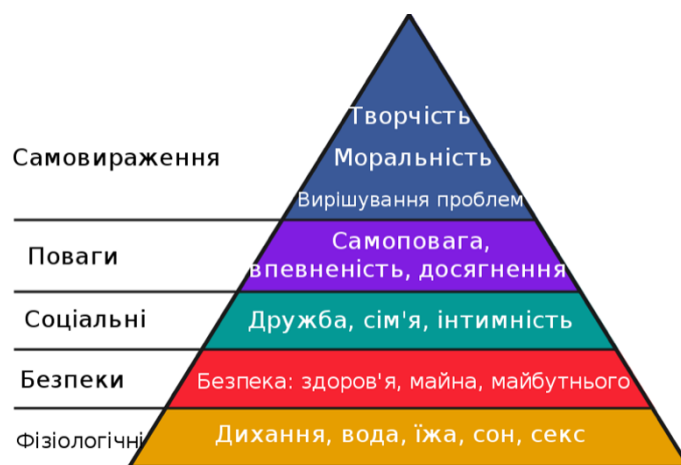 Творчість
Самовираження
Моральність
Вирішування проблем
Поваги
Самоповага,
впевненість, досягнення
Соціальні
Дружба, сім'я, інтимність
Безпеки
Безпека: здоров'я, майна, майбутнього
Фізіологічні
Дихання, вода, їжа, сон, секс